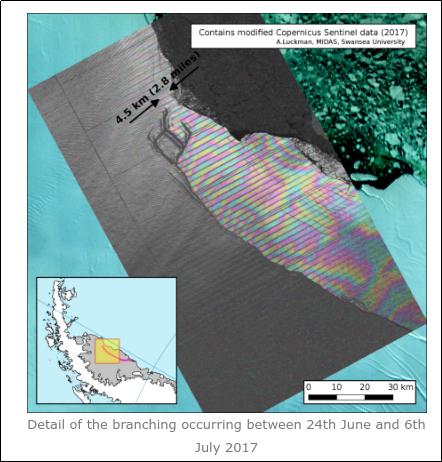 Contains modified Copernicus Sentinel data (2017)
A.Luckman, MIDAS, Swansea University
4.5 km (2.8 miles)
0 10 20 30 km
Detail of the branching occurring between 24th June and 6th
July 2017